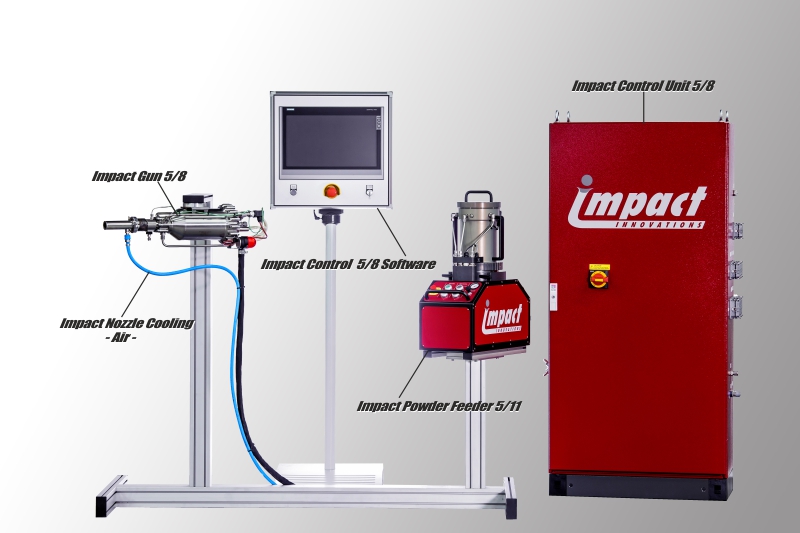 Impact Control Unit 5/8
Impact Gun 5/8
impact
INNOVATIONS
Impact Control 5/8 Software
Impact Nozzle Cooling
- Air -
impact
INNOVATIONS
Impact Powder Feeder 5/11